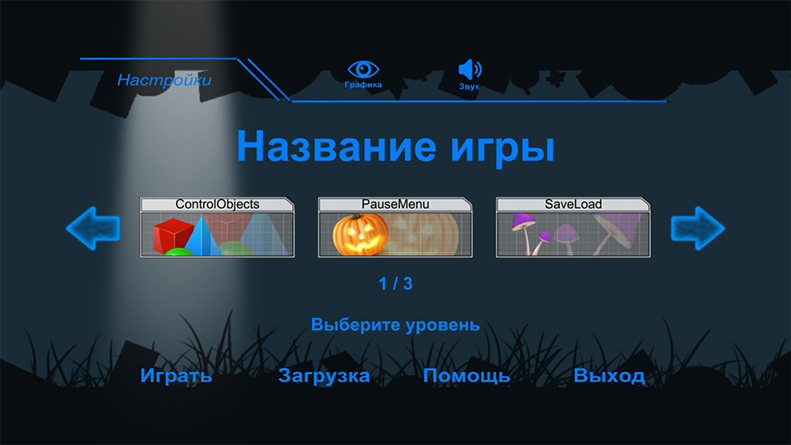 Настройки
Графика
Звук
Название игры
ControlObjects
PauseMenu
SaveLoad
1 / 3
Выберите уровень
Играть
Загрузка
Помощь
Выход